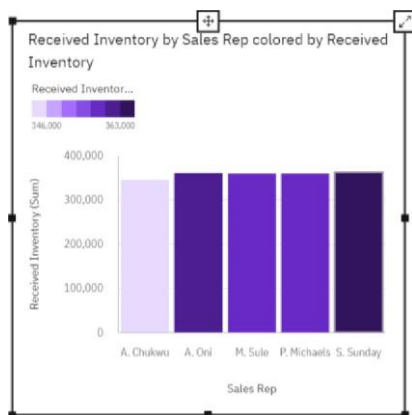 Received Inventory by Sales Rep colored by Received
Inventory
Received Inventor...
346,000 363,000
400,000
300,000
200,000
100,000
0
Received Inventory (Sum)
A. Chukwu A. Oni M. Sule P. Michaels S. Sunday
Sales Rep